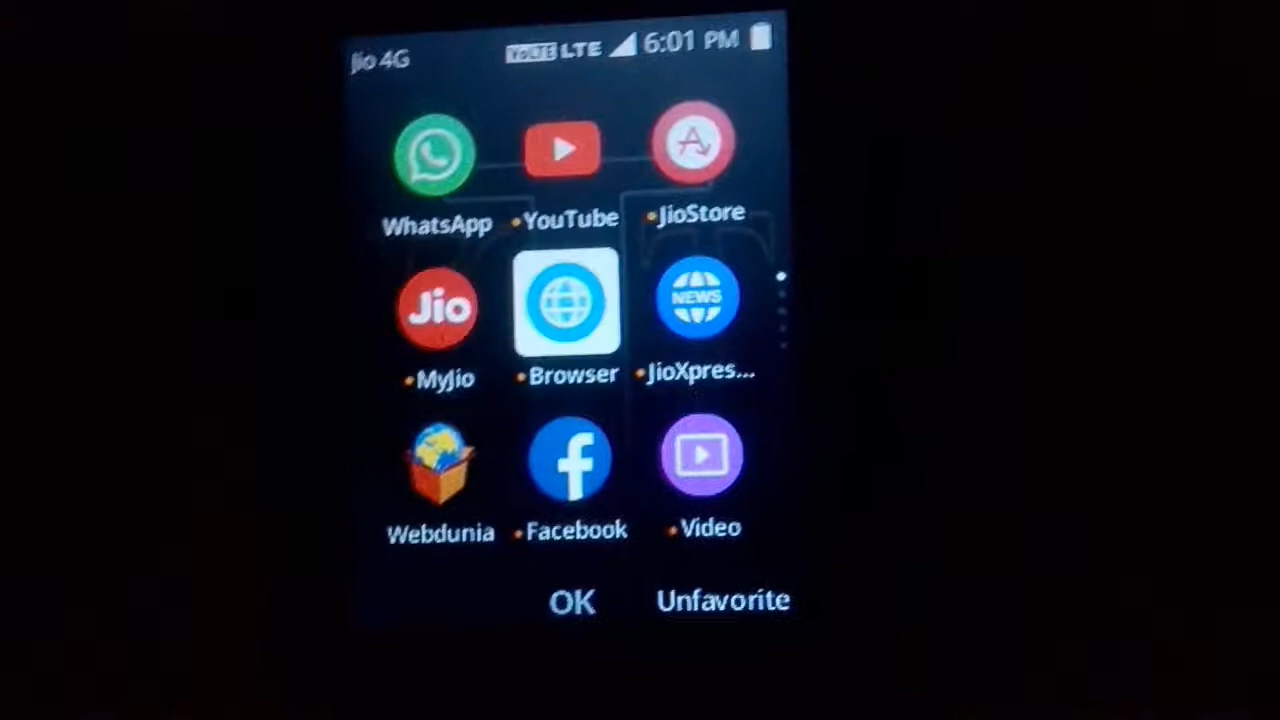 Jio 4G VoLTE LTE 6:01 PM
WhatsApp •YouTube •JioStore
Jio NEWS
•MyJio •Browser •JioXpres...
Webdunia •Facebook •Video
OK Unfavorite